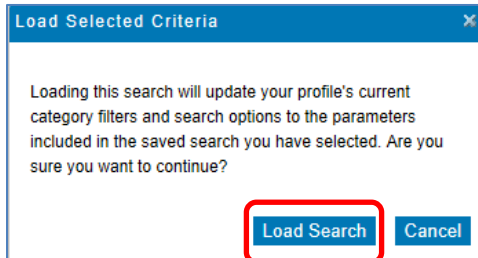 Load Selected Criteria
Loading this search will update your profile's current
category filters and search options to the parameters
included in the saved search you have selected. Are you
sure you want to continue?
Load Search Cancel